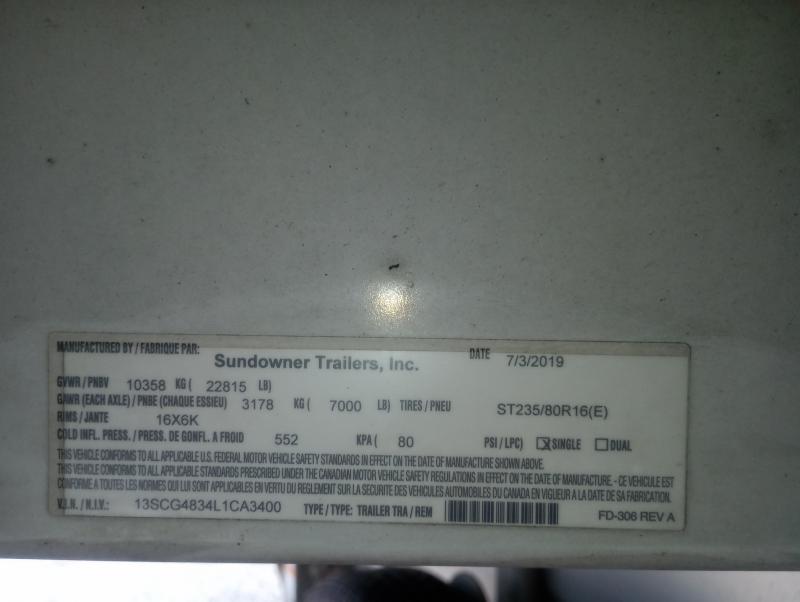 MANUFACTURED BY / FABRIQUE PAR: Sundowner Trailers, Inc. DATE 7/3/2019
GVWR / PNBV 10358 KG ( 22815 LB)
GAWR (EACH AXLE) / PNBE (CHAQUE ESSIEU) 3178 KG ( 7000 LB) TIRES / PNEU ST235/80R16(E)
RIMS / JANTE 16X6K
COLD INFL. PRESS. / PRESS. DE GONFL. A FROID 552 KPA ( 80 PSI / LPC) SINGLE DUAL
THIS VEHICLE CONFORMS TO ALL APPLICABLE U.S. FEDERAL MOTOR VEHICLE SAFETY STANDARDS IN EFFECT ON THE DATE OF MANUFACTURE SHOWN ABOVE.
THIS VEHICLE CONFORMS TO ALL APPLICABLE STANDARDS PRESCRIBED UNDER THE CANADIAN MOTOR VEHICLE SAFETY REGULATIONS IN EFFECT ON THE DATE OF MANUFACTURE. - CE VEHICULE EST
CONFORME A TOUTES LES NORMES QUI LUI SONT APPLICABLES EN VERTU DU REGLEMENT SUR LA SECURITE DES VEHICULES AUTOMOBILES DU CANADA EN VIGUEUR A LA DATE DE SA FABRICATION.
V.I.N. / N.I.V.: 13SCG4834L1CA3400 TYPE / TYPE: TRAILER TRA / REM FD-306 REV A